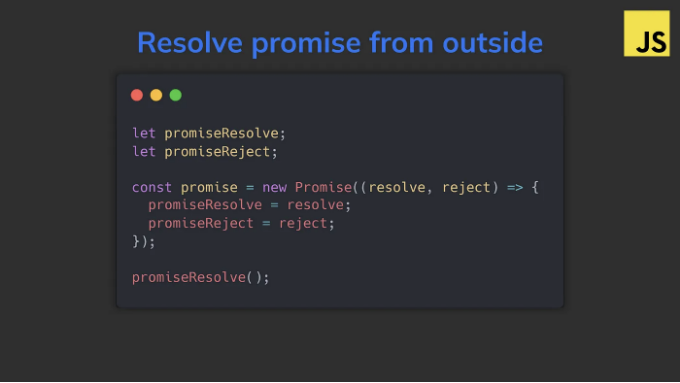 Resolve promise from outside
JS
let promiseResolve;
let promiseReject;
const promise = new Promise((resolve, reject) => {
  promiseResolve = resolve;
  promiseReject = reject;
});
promiseResolve();